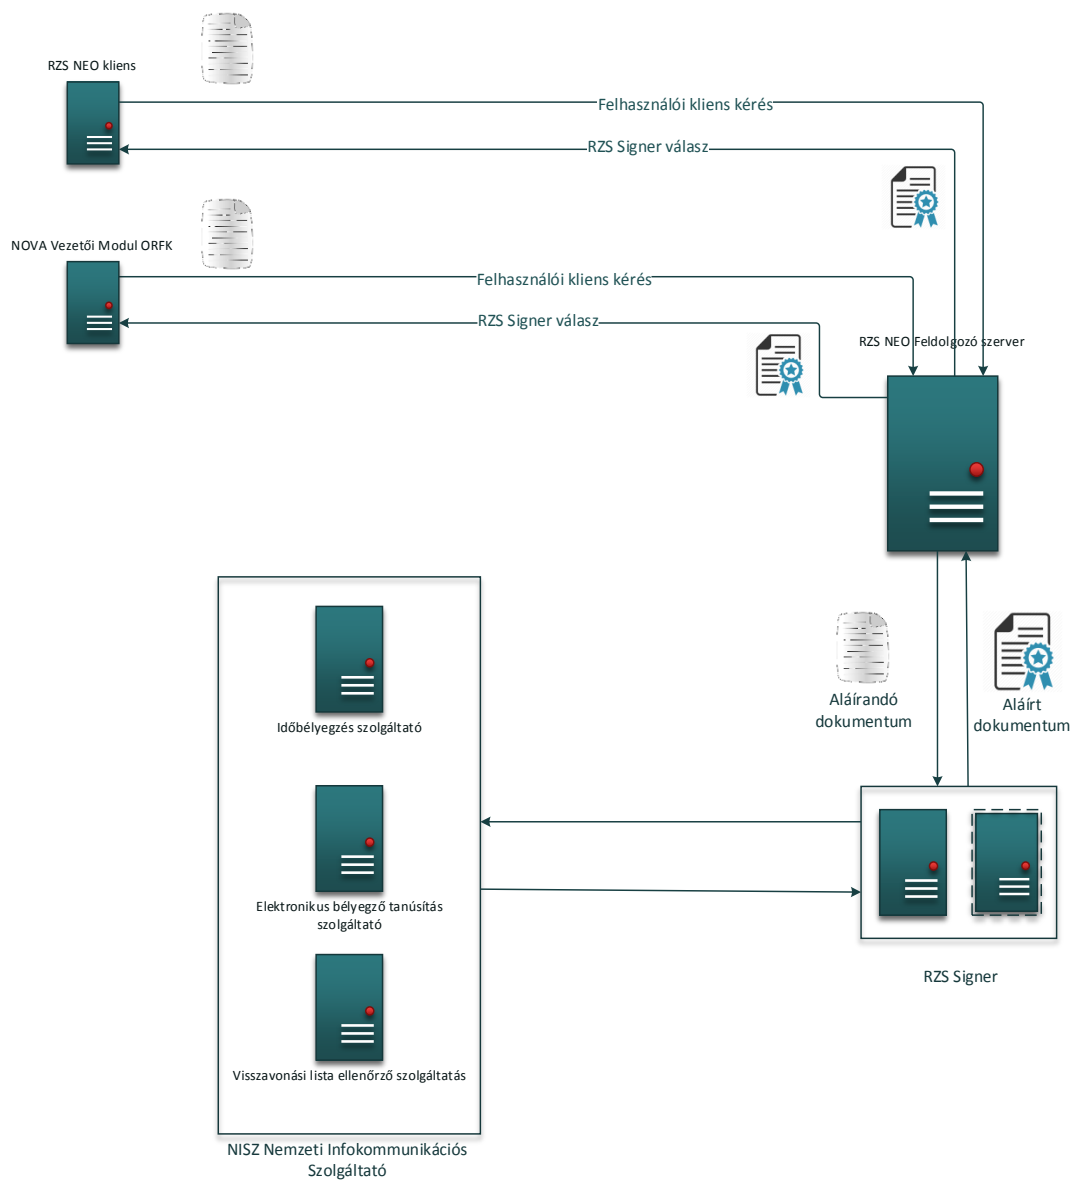 RZS NEO kliens
Felhasználói kliens kérés
RZS Signer válasz
NOVA Vezetői Modul ORFK
Felhasználói kliens kérés
RZS Signer válasz
RZS NEO Feldolgozó szerver
Aláírandó
dokumentum
Aláírt
dokumentum
Időbélyegzés szolgáltató
Elektronikus bélyegző tanúsítás
szolgáltató
RZS Signer
Visszavonási lista ellenőrző szolgáltatás
NISZ Nemzeti Infokommunikációs
Szolgáltató